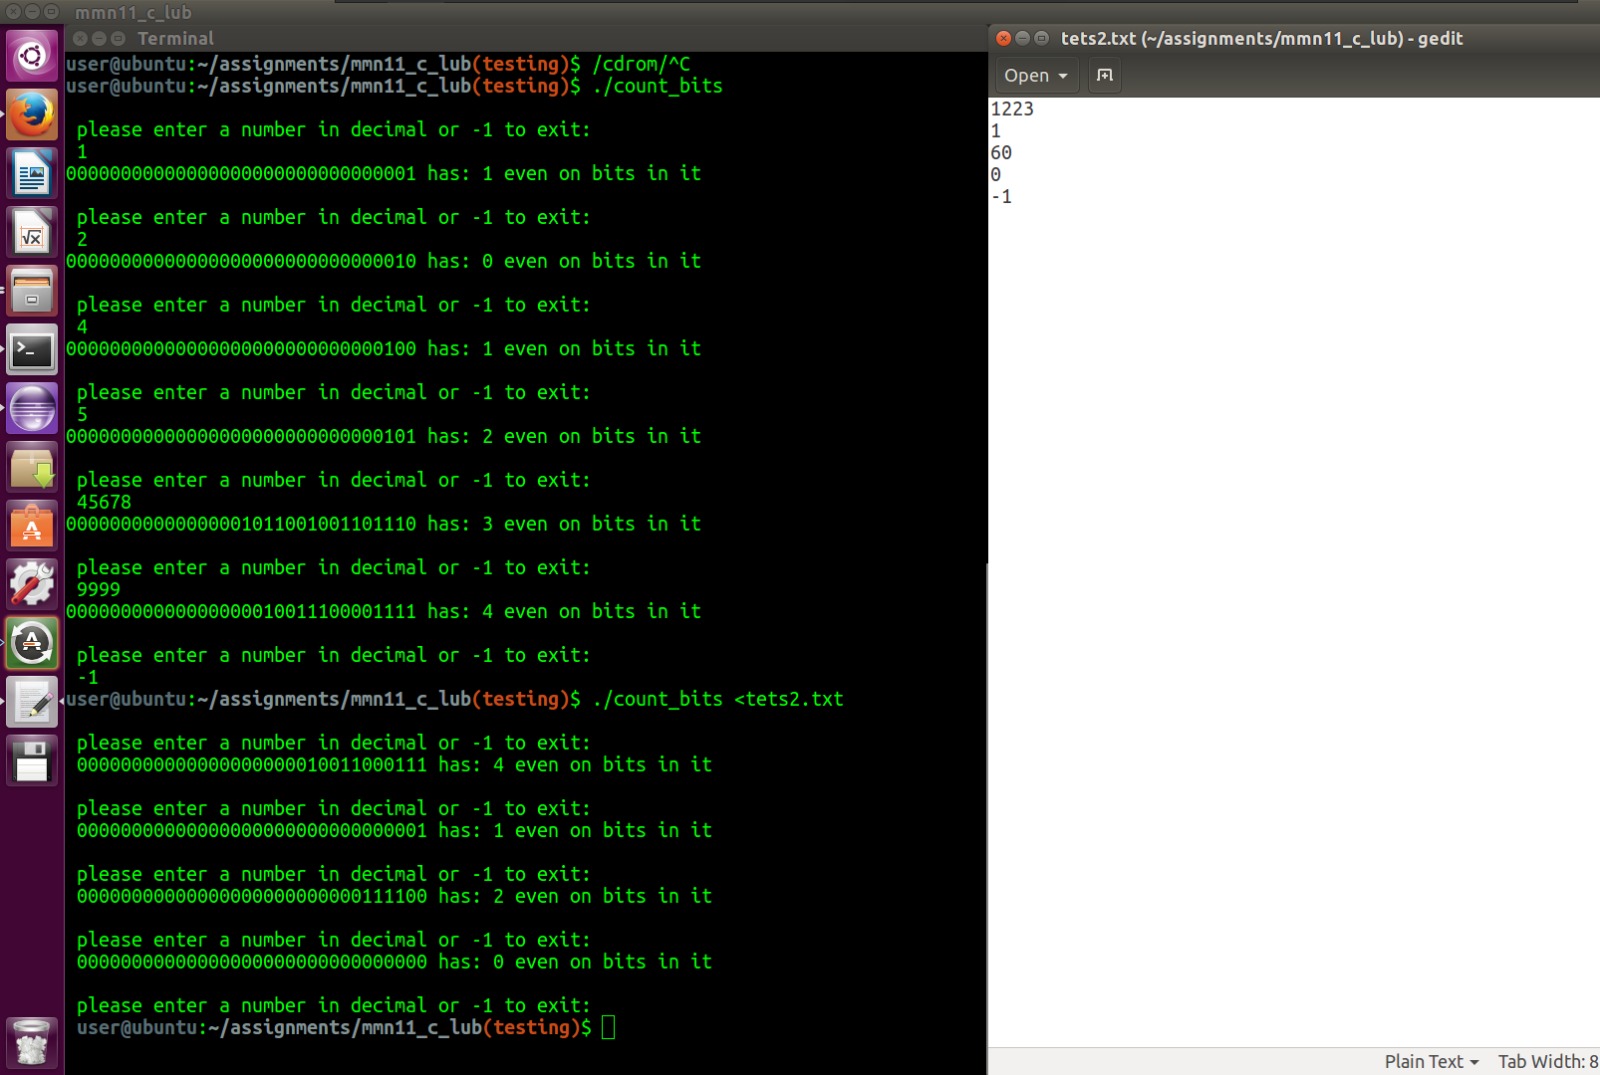 mmn11_c_lub
Terminal
user@ubuntu:~/assignments/mmn11_c_lub(testing)$ /cdrom/^C
user@ubuntu:~/assignments/mmn11_c_lub(testing)$ ./count_bits
please enter a number in decimal or -1 to exit:
1
00000000000000000000000000000001 has: 1 even on bits in it
please enter a number in decimal or -1 to exit:
2
00000000000000000000000000000010 has: 0 even on bits in it
please enter a number in decimal or -1 to exit:
4
00000000000000000000000000000100 has: 1 even on bits in it
please enter a number in decimal or -1 to exit:
5
00000000000000000000000000000101 has: 2 even on bits in it
please enter a number in decimal or -1 to exit:
45678
00000000000000001011001001101110 has: 3 even on bits in it
please enter a number in decimal or -1 to exit:
9999
00000000000000000010011100001111 has: 4 even on bits in it
please enter a number in decimal or -1 to exit:
-1
user@ubuntu:~/assignments/mmn11_c_lub(testing)$ ./count_bits <tets2.txt
please enter a number in decimal or -1 to exit:
00000000000000000000010011000111 has: 4 even on bits in it
please enter a number in decimal or -1 to exit:
00000000000000000000000000000001 has: 1 even on bits in it
please enter a number in decimal or -1 to exit:
00000000000000000000000000111100 has: 2 even on bits in it
please enter a number in decimal or -1 to exit:
00000000000000000000000000000000 has: 0 even on bits in it
please enter a number in decimal or -1 to exit:
user@ubuntu:~/assignments/mmn11_c_lub(testing)$
tets2.txt (~/assignments/mmn11_c_lub) - gedit
Open
1223
1
60
0
-1
Plain Text
Tab Width: 8